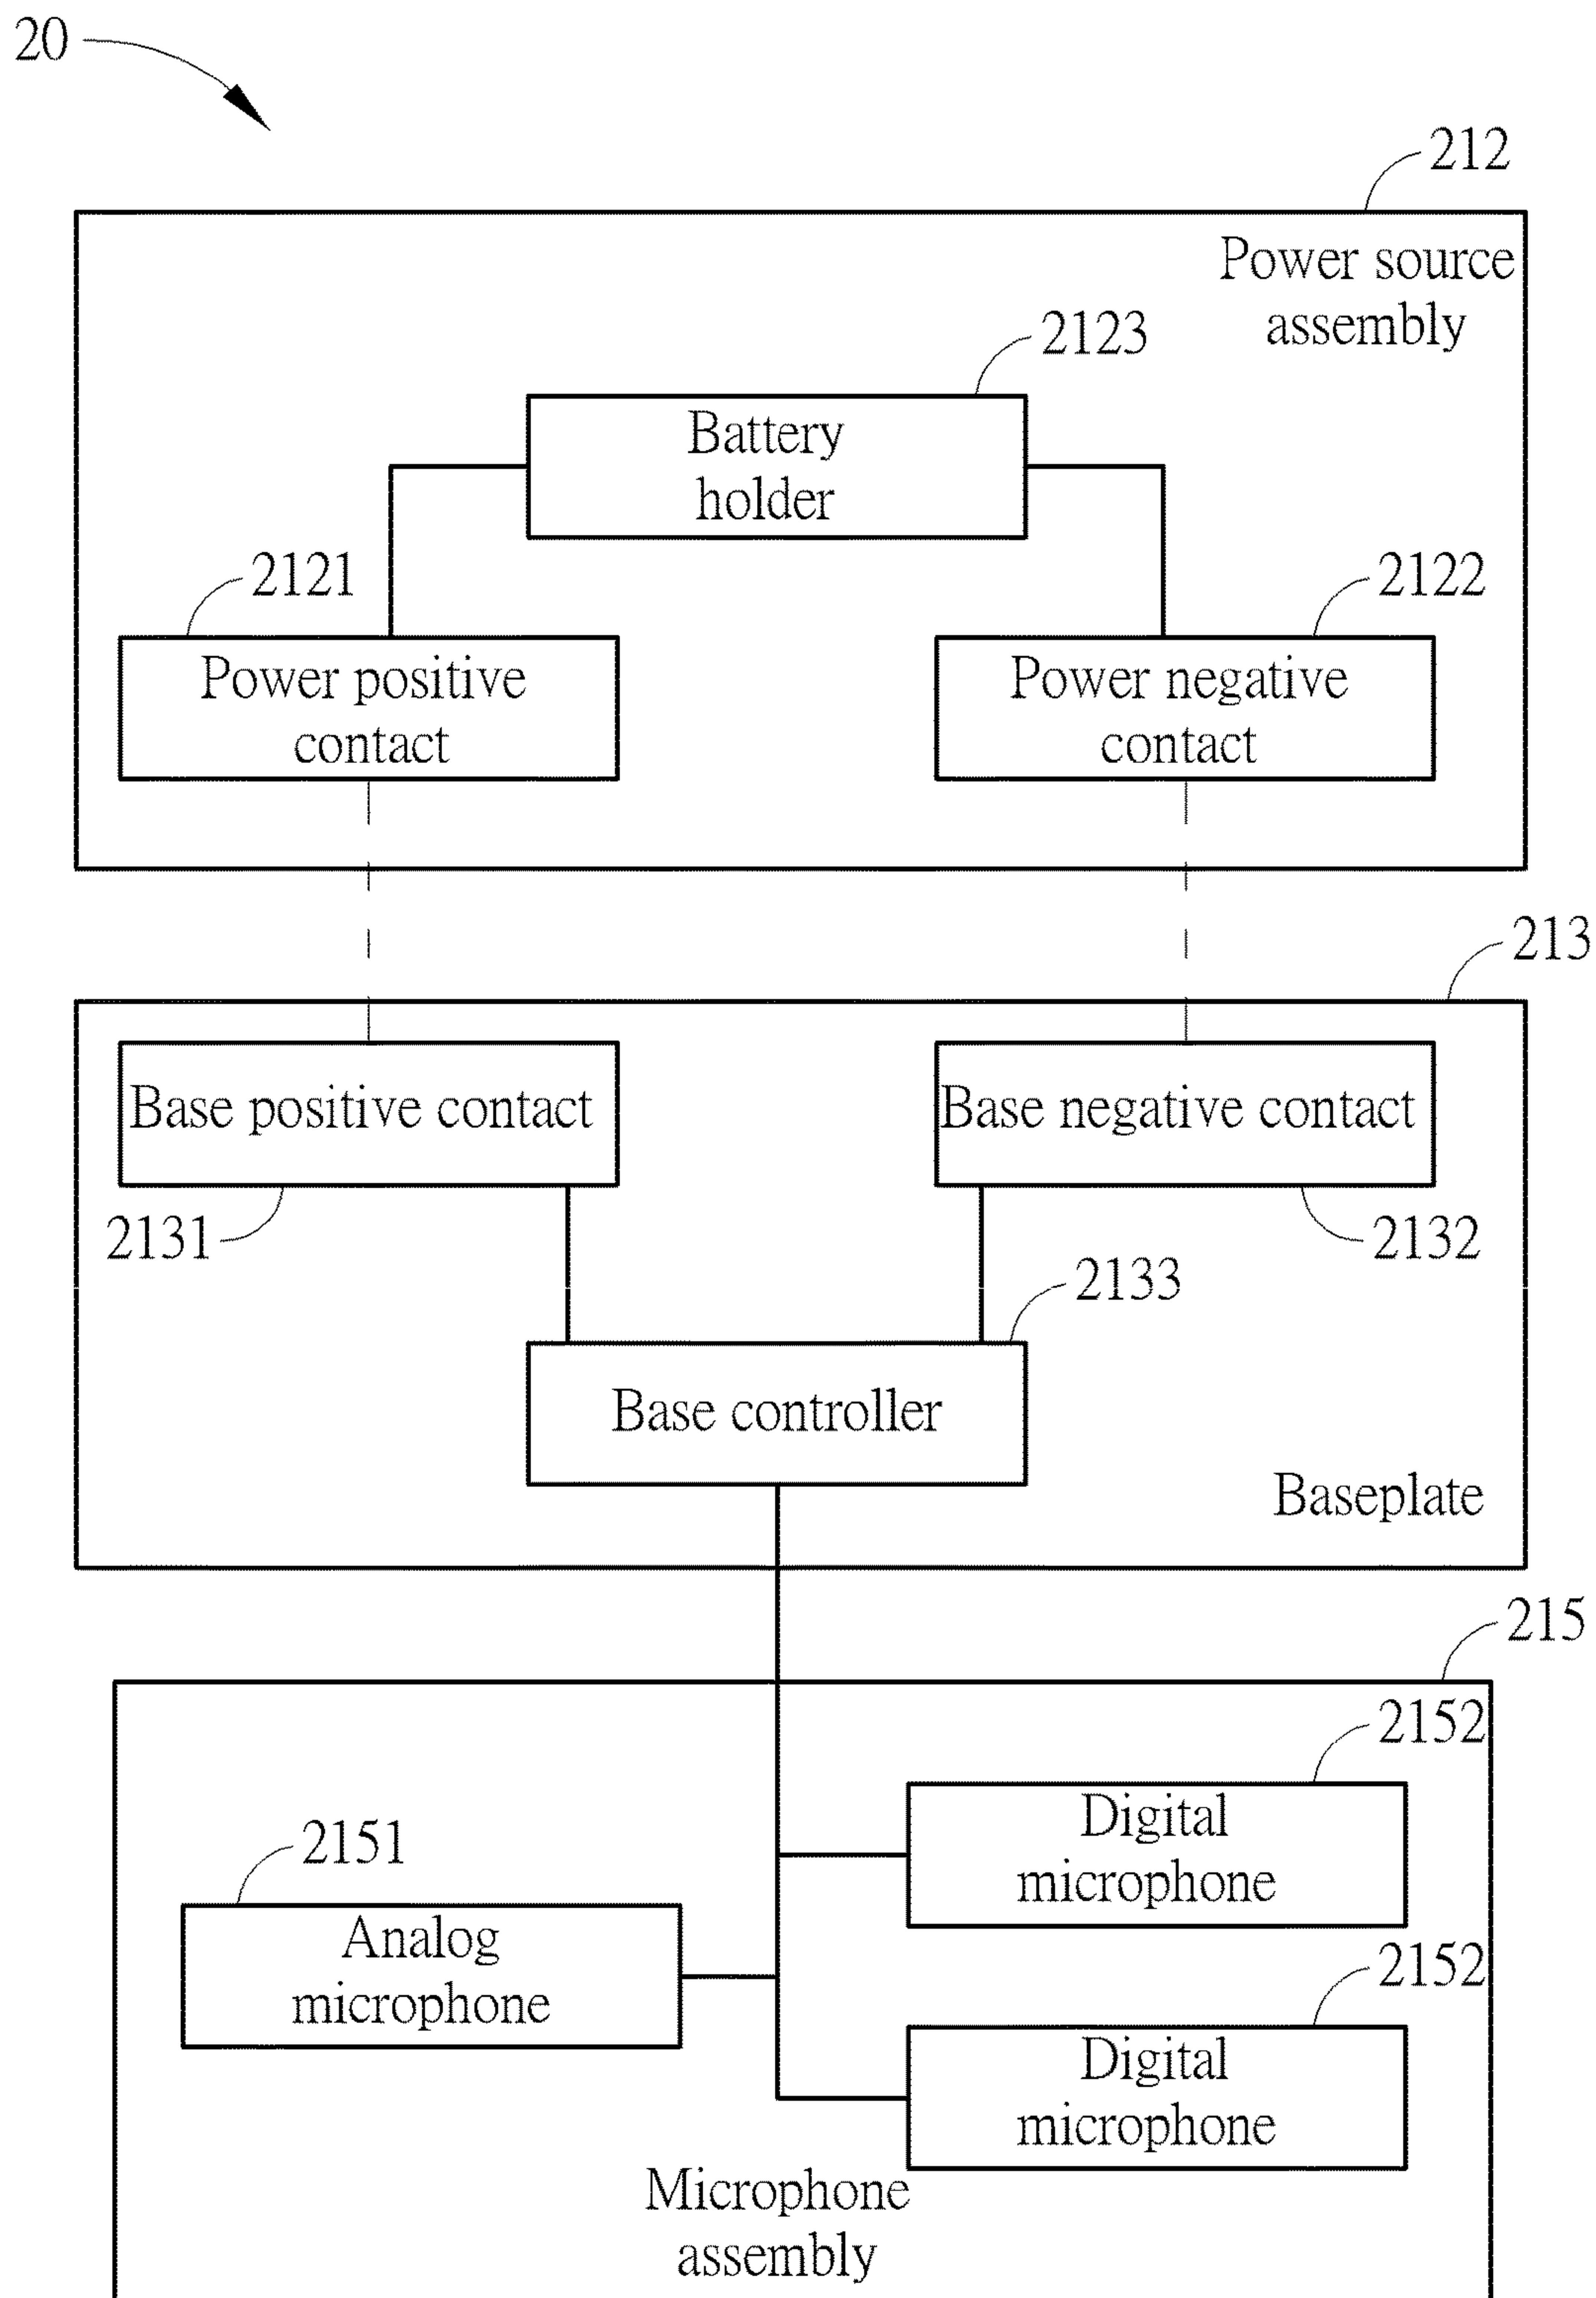 20
212
Power source
assembly
2123
Battery
holder
2121
2122
Power positive
contact
Power negative
contact
213
Base positive contact
Base negative contact
2131
2132
2133
Base controller
Baseplate
215
2152
Digital
microphone
2151
Analog
microphone
2152
Digital
microphone
Microphone
assembly